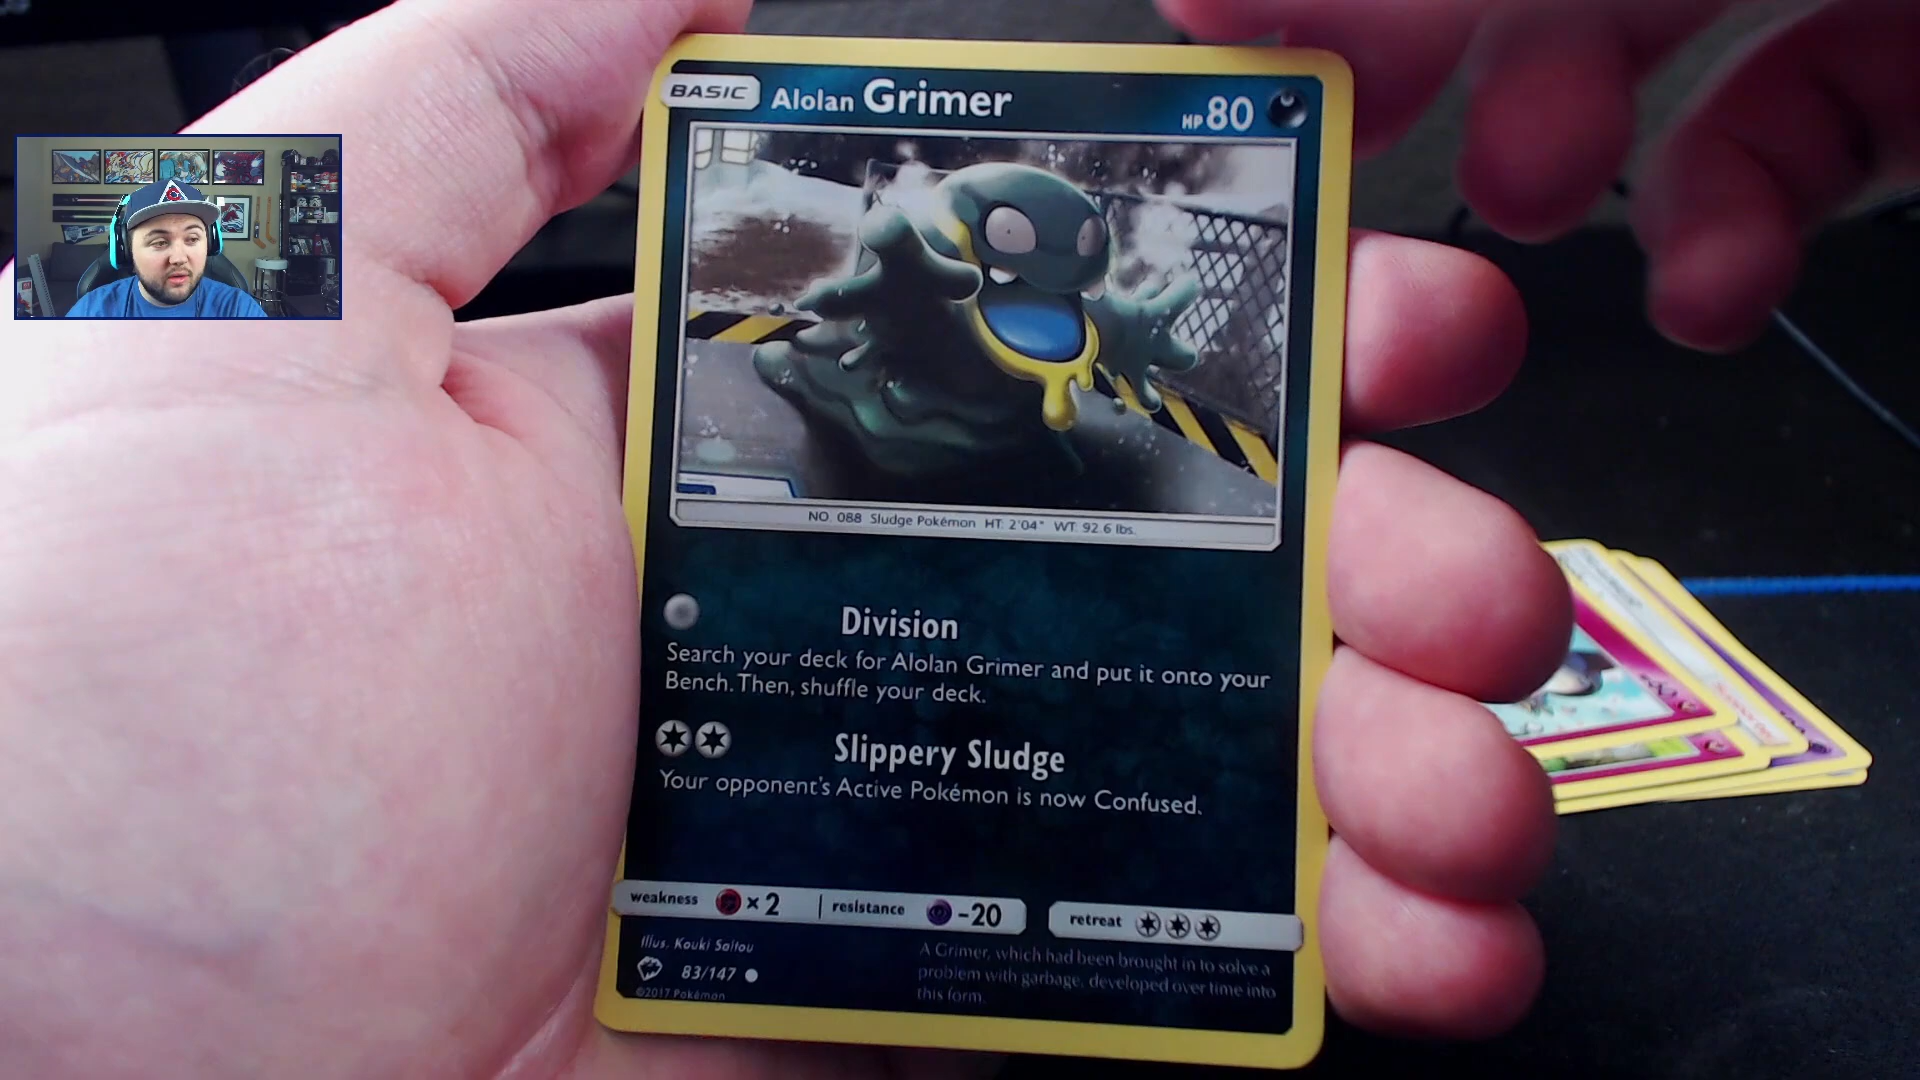 BASIC Alolan Grimer HP 80
NO. 088 Sludge Pokémon HT: 2'04" WT: 92.6 lbs.
Division
Search your deck for Alolan Grimer and put it onto your
Bench. Then, shuffle your deck.
Slippery Sludge
Your opponent's Active Pokémon is now Confused.
weakness × 2 resistance -20 retreat
Illus. Kouki Saitou
83/147
©2017 Pokémon
A Grimer, which had been brought in to solve a
problem with garbage, developed over time into
this form.